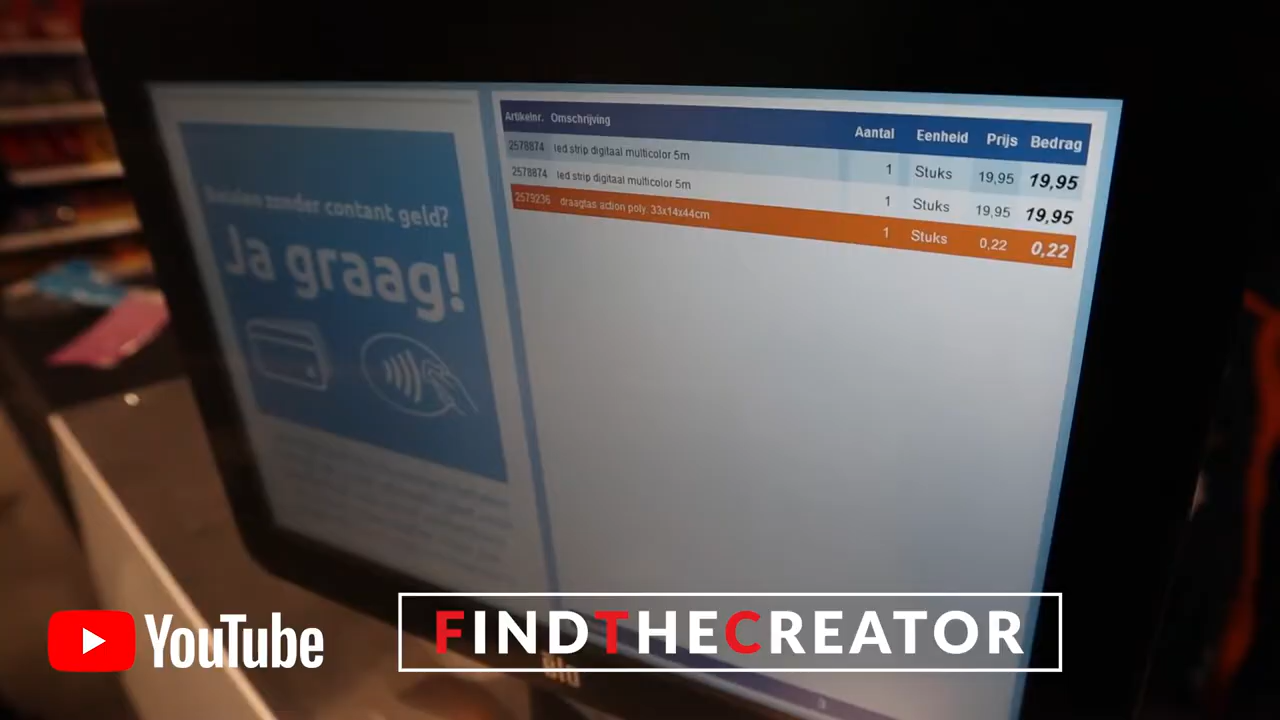 Betalen zonder contant geld?
Ja graag!
Artikelnr. Omschrijving Aantal Eenheid Prijs Bedrag
2578874 led strip digitaal multicolor 5m 1 Stuks 19,95 19,95
2578874 led strip digitaal multicolor 5m 1 Stuks 19,95 19,95
2579236 draagtas action poly. 33x14x44cm 1 Stuks 0,22 0,22
3
YouTube
FINDTHECREATOR